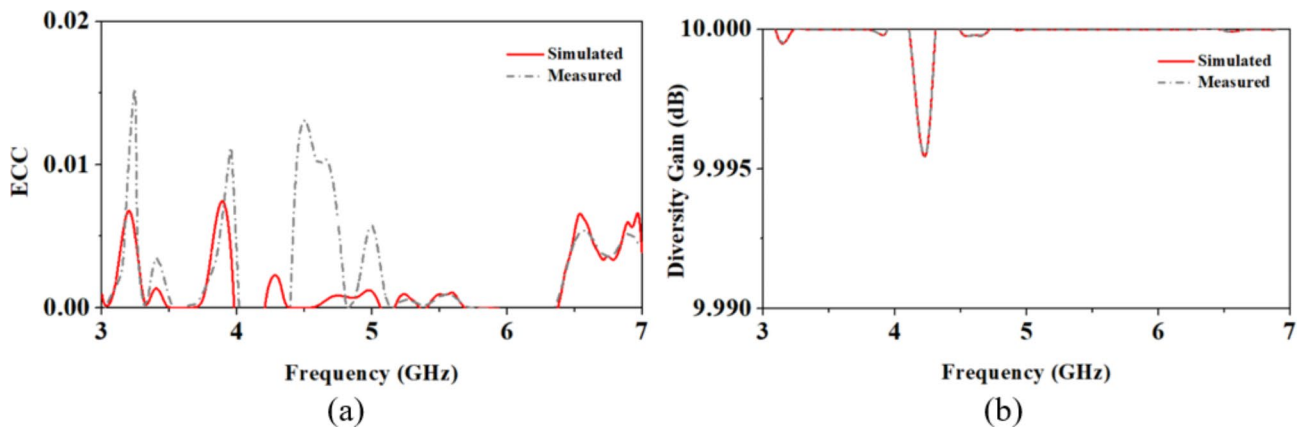 0.02
Simulated
Measured
ECC
0.01
0.00
3
4
5
6
7
Frequency (GHz)
(a)
10.000
Simulated
Measured
Diversity Gain (dB)
9.995
9.990
3
4
5
6
7
Frequency (GHz)
(b)